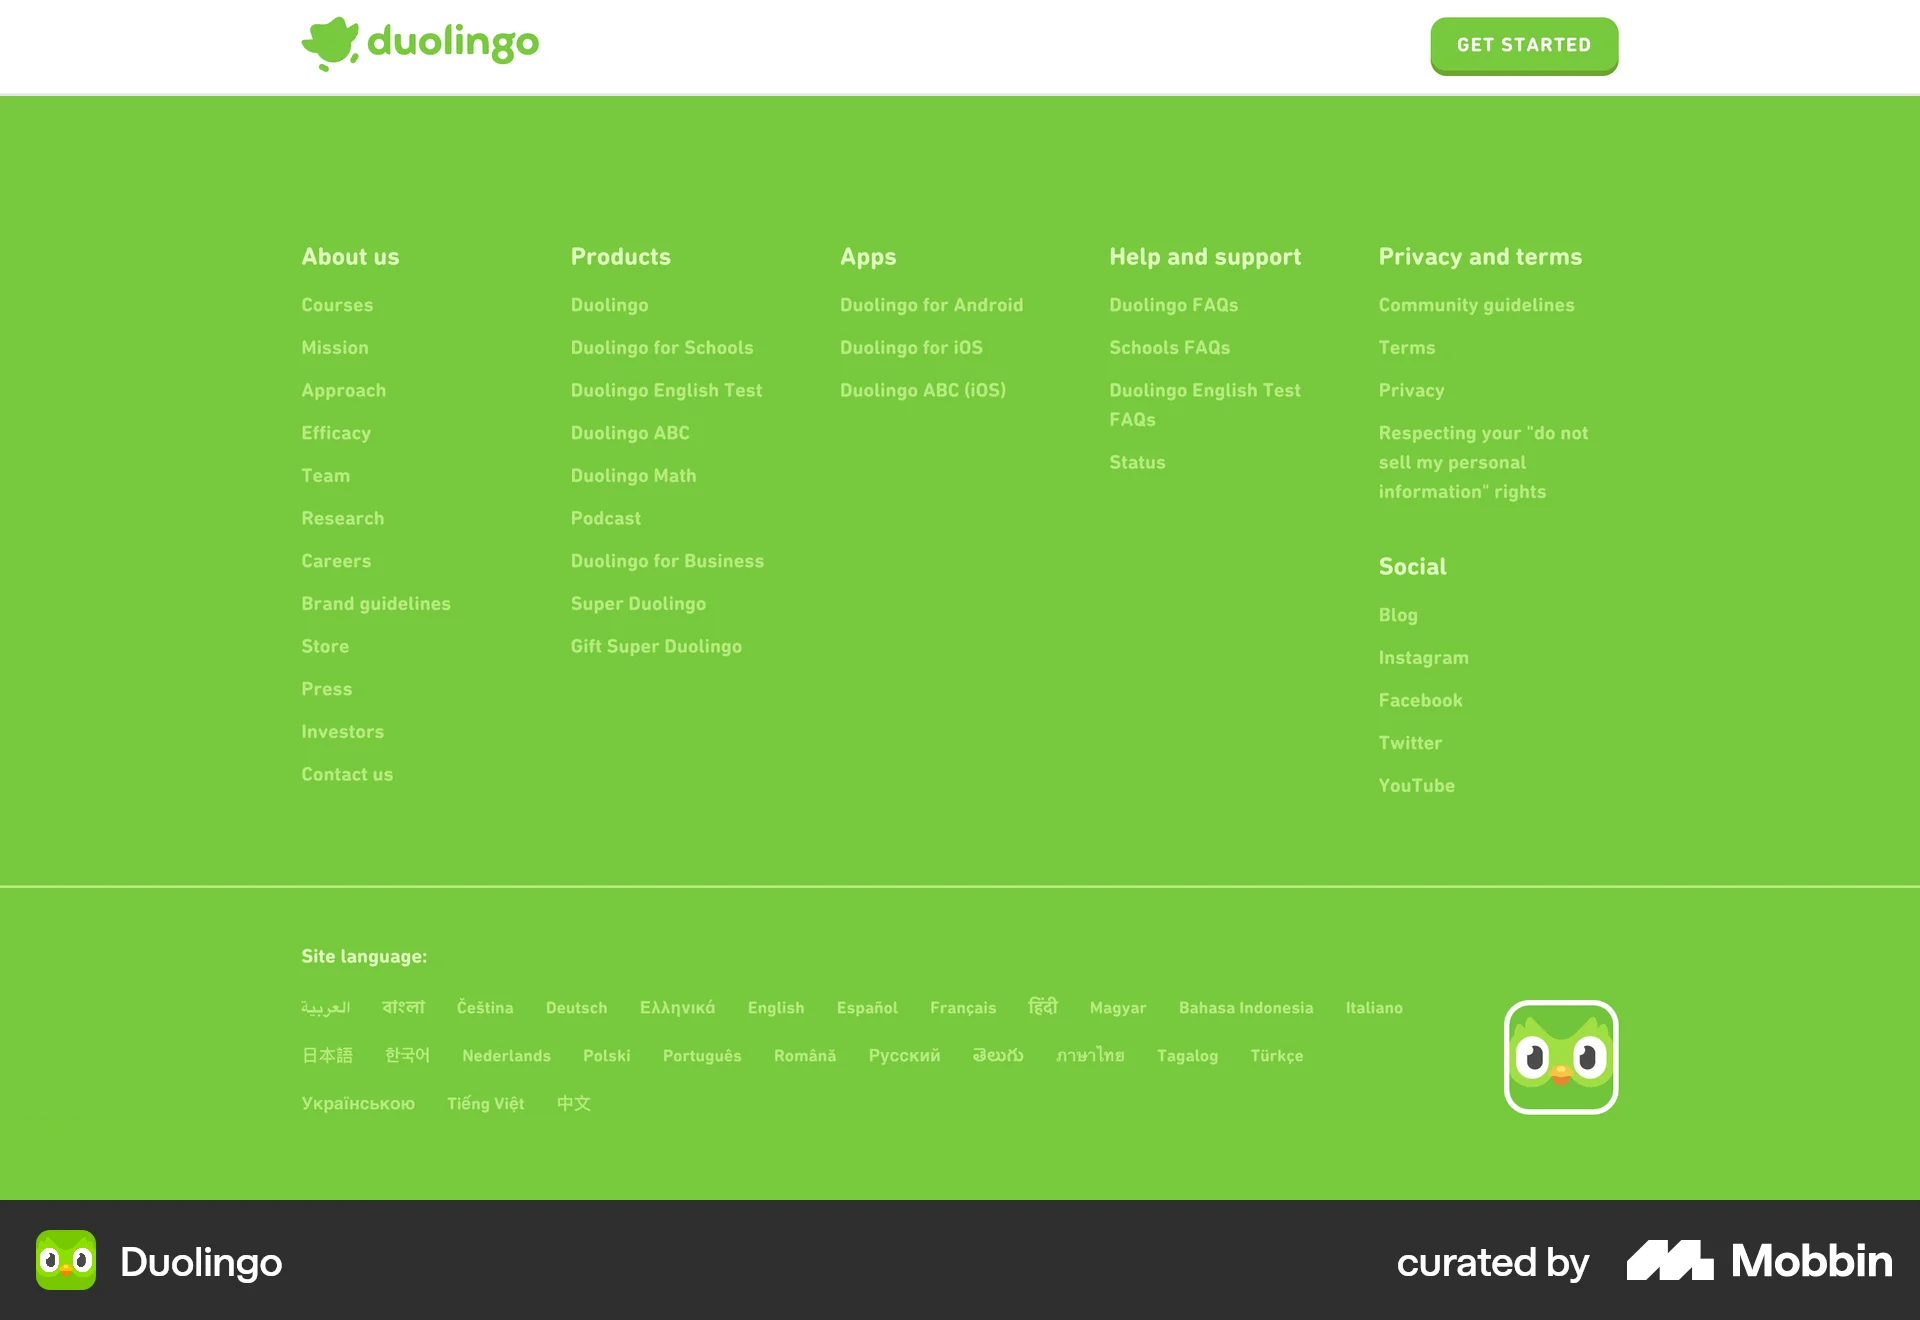 duolingo
GET STARTED
About us
Courses
Mission
Approach
Efficacy
Team
Research
Careers
Brand guidelines
Store
Press
Investors
Contact us
Products
Duolingo
Duolingo for Schools
Duolingo English Test
Duolingo ABC
Duolingo Math
Podcast
Duolingo for Business
Super Duolingo
Gift Super Duolingo
Apps
Duolingo for Android
Duolingo for iOS
Duolingo ABC (iOS)
Help and support
Duolingo FAQs
Schools FAQs
Duolingo English Test
FAQs
Status
Privacy and terms
Community guidelines
Terms
Privacy
Respecting your "do not
sell my personal
information" rights
Social
Blog
Instagram
Facebook
Twitter
YouTube
Site language:
العربية বাংলা Čeština Deutsch Ελληνικά English Español Français हिंदी Magyar Bahasa Indonesia Italiano
日本語 한국어 Nederlands Polski Português Română Русский తెలుగు ภาษาไทย Tagalog Türkçe
Українською Tiếng Việt 中文
Duolingo
curated by Mobbin